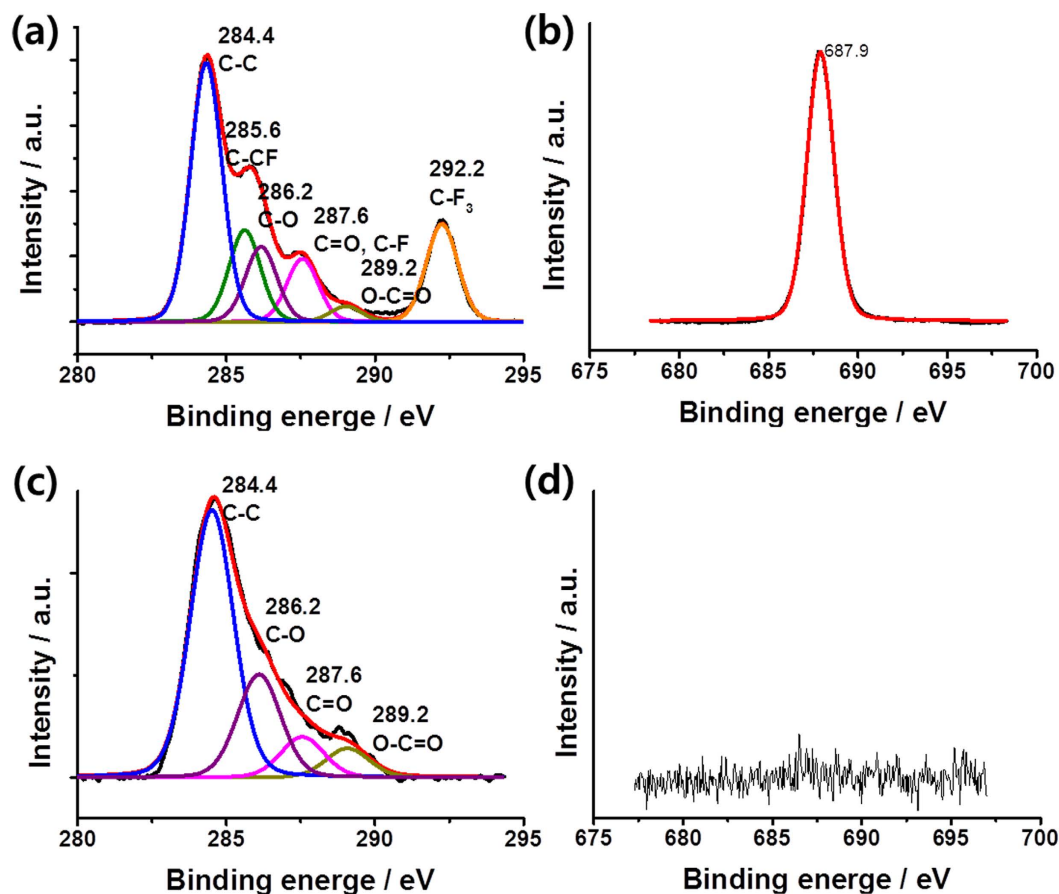 (a)
284.4
C-C
285.6
C-CF
286.2
C-O
287.6
C=O, C-F
289.2
O-C=O
292.2
C-F₃
Intensity / a.u.
280 285 290 295
Binding energe / eV
(b)
687.9
Intensity / a.u.
675 680 685 690 695 700
Binding energe / eV
(c)
284.4
C-C
286.2
C-O
287.6
C=O
289.2
O-C=O
Intensity / a.u.
280 285 290 295
Binding energe / eV
(d)
Intensity / a.u.
675 680 685 690 695 700
Binding energe / eV